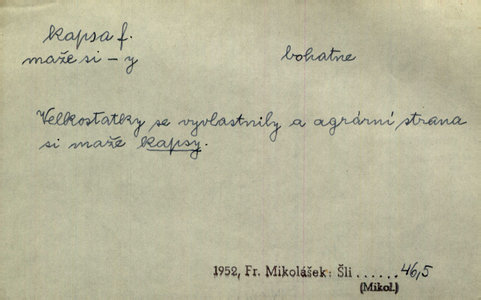 kapsa f.
maže si – y bohatne
Velkostatky se vyvlastnily a agrární strana
si maže kapsy.
1952, Fr. Mikolášek: Šli ...... 46,5
(Mikol.)